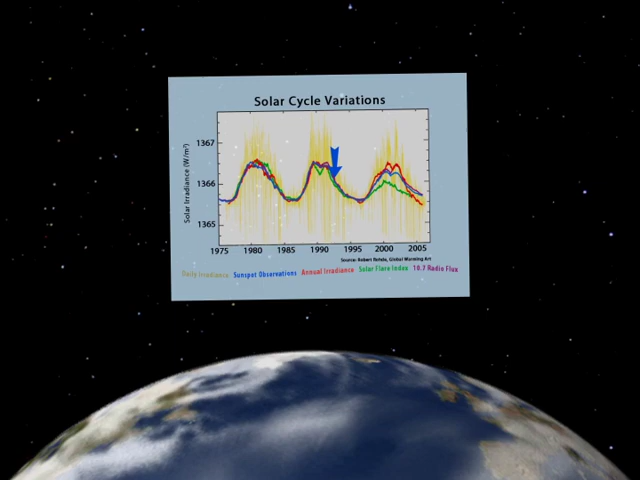 Solar Cycle Variations
Solar Irradiance (W/m²)
1367
1366
1365
1975 1980 1985 1990 1995 2000 2005
Source: Robert Rohde, Global Warming Art
Daily Irradiance Sunspot Observations Annual Irradiance Solar Flare Index 10.7 Radio Flux